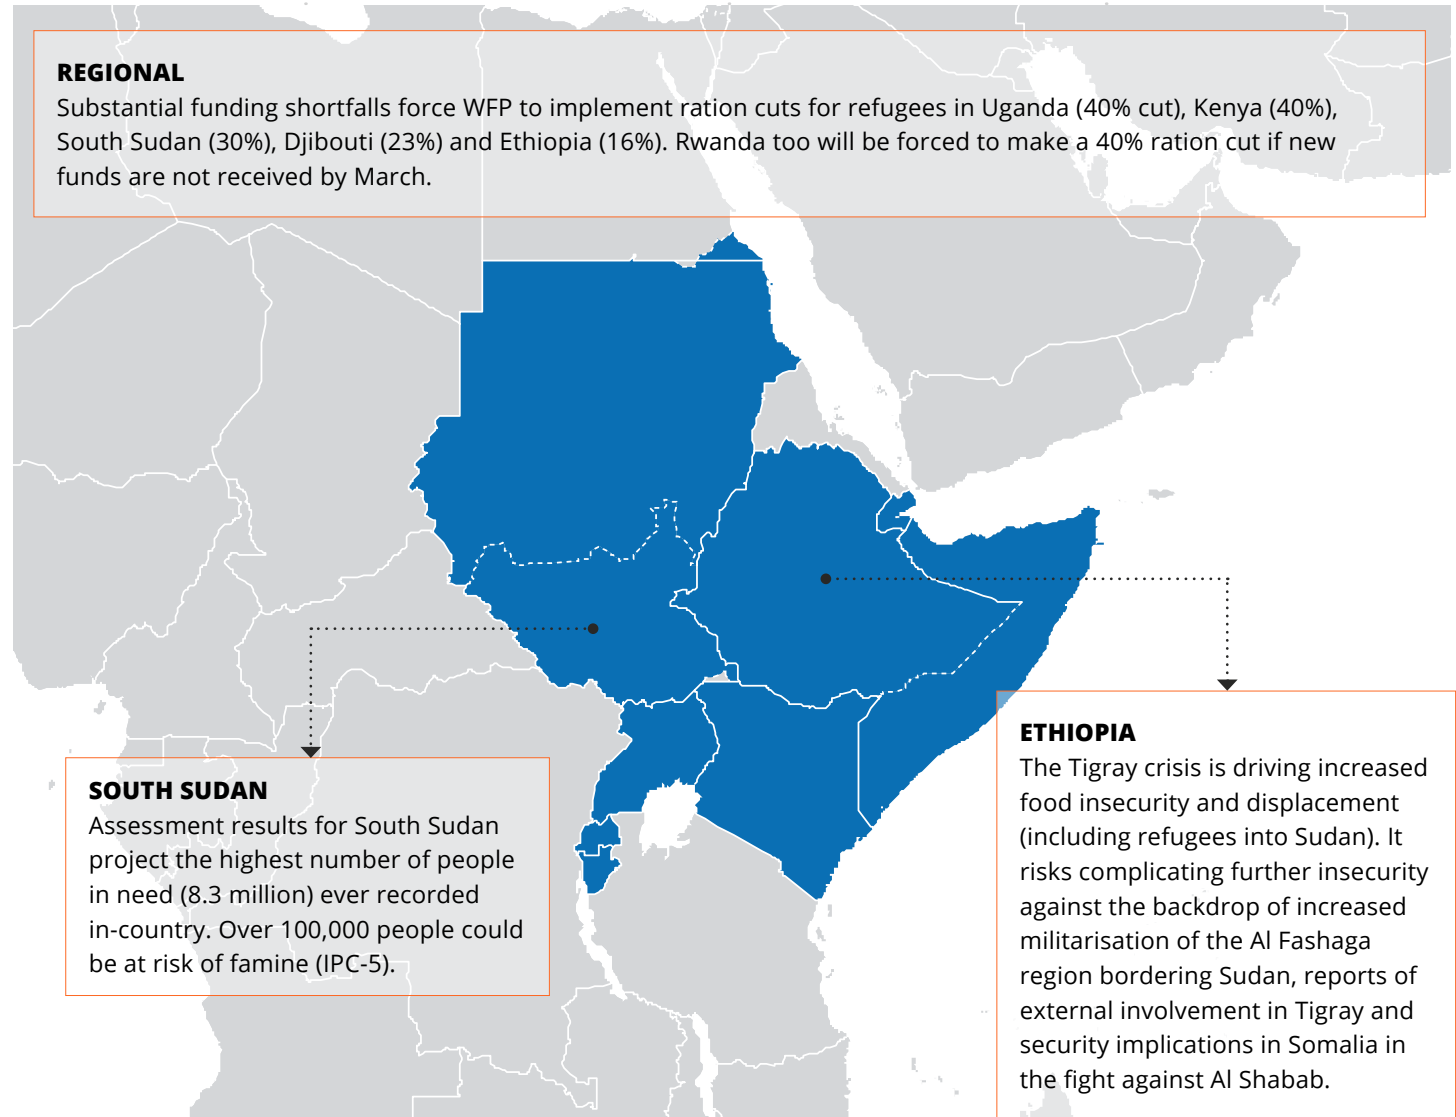 REGIONAL
Substantial funding shortfalls force WFP to implement ration cuts for refugees in Uganda (40% cut), Kenya (40%),
South Sudan (30%), Djibouti (23%) and Ethiopia (16%). Rwanda too will be forced to make a 40% ration cut if new
funds are not received by March.
SOUTH SUDAN
Assessment results for South Sudan
project the highest number of people
in need (8.3 million) ever recorded
in-country. Over 100,000 people could
be at risk of famine (IPC-5).
ETHIOPIA
The Tigray crisis is driving increased
food insecurity and displacement
(including refugees into Sudan). It
risks complicating further insecurity
against the backdrop of increased
militarisation of the Al Fashaga
region bordering Sudan, reports of
external involvement in Tigray and
security implications in Somalia in
the fight against Al Shabab.